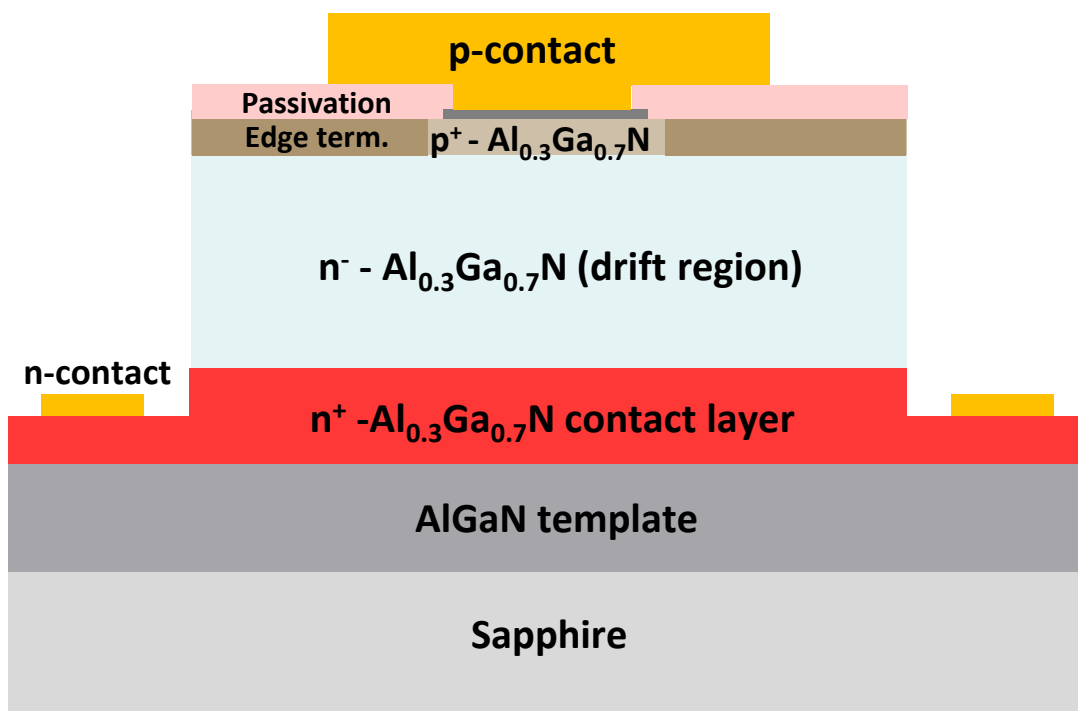 p-contact
Passivation
Edge term.
p⁺ - Al₀.₃Ga₀.₇N
n⁻ - Al₀.₃Ga₀.₇N (drift region)
n-contact
n⁺ -Al₀.₃Ga₀.₇N contact layer
AlGaN template
Sapphire